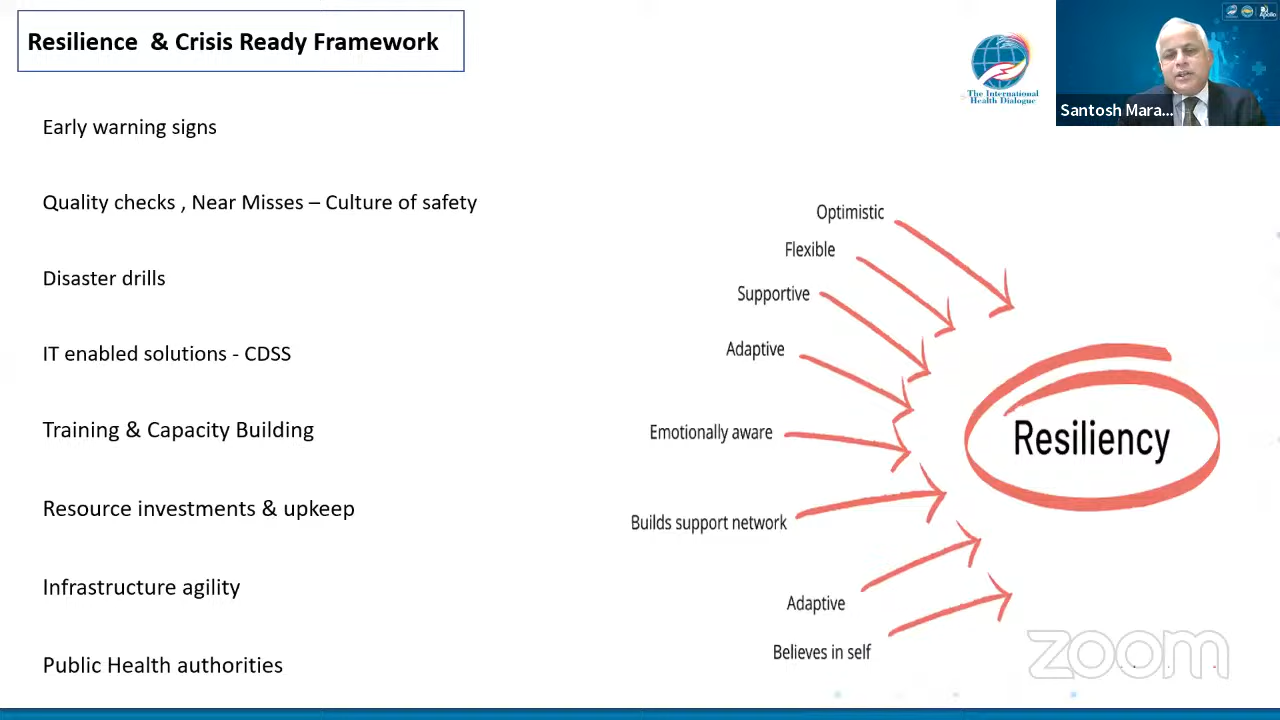 Resilience & Crisis Ready Framework
Early warning signs
Quality checks , Near Misses – Culture of safety
Disaster drills
IT enabled solutions - CDSS
Training & Capacity Building
Resource investments & upkeep
Infrastructure agility
Public Health authorities
The International
Health Dialogue
Apollo
Santosh Mara...
Optimistic
Flexible
Supportive
Adaptive
Emotionally aware
Builds support network
Adaptive
Believes in self
Resiliency
zoom